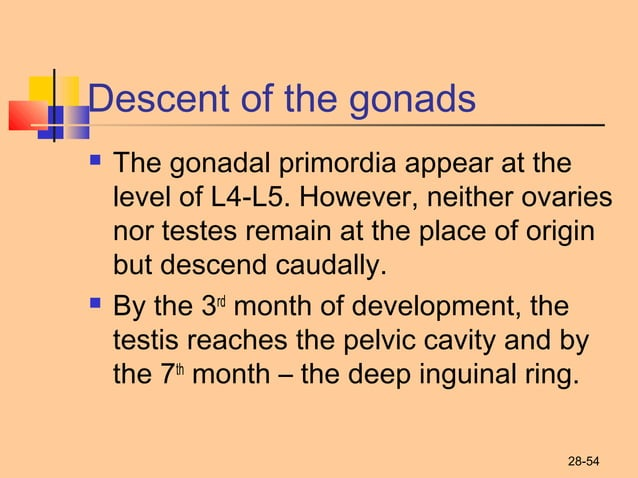 Descent of the gonads
The gonadal primordia appear at the
level of L4-L5. However, neither ovaries
nor testes remain at the place of origin
but descend caudally.
By the 3rd month of development, the
testis reaches the pelvic cavity and by
the 7th month – the deep inguinal ring.
28-54